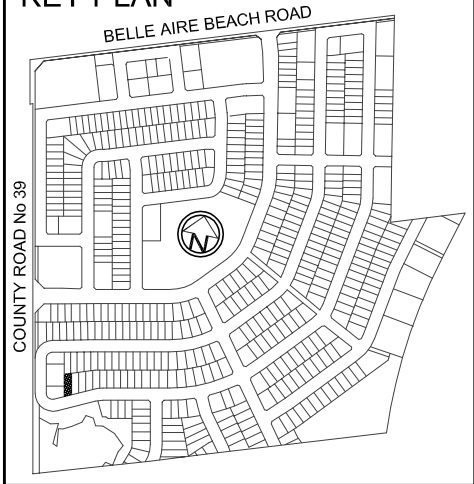 KEY PLAN
BELLE AIRE BEACH ROAD
COUNTY ROAD No 39
N